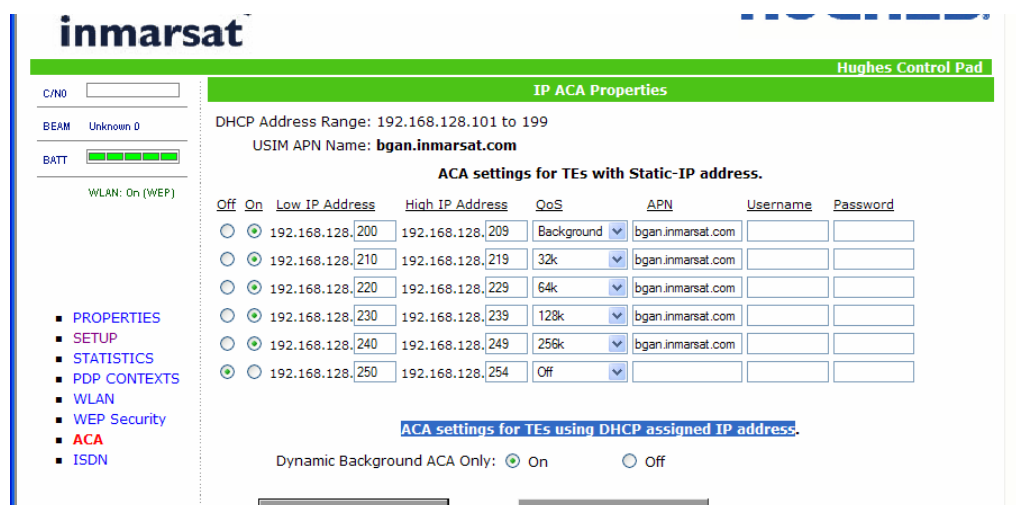 inmarsat
Hughes Control Pad
C/N0
BEAM Unknown 0
BATT
WLAN: On (WEP)
PROPERTIES
SETUP
STATISTICS
PDP CONTEXTS
WLAN
WEP Security
ACA
ISDN
IP ACA Properties
DHCP Address Range: 192.168.128.101 to 199
USIM APN Name: bgan.inmarsat.com
ACA settings for TEs with Static-IP address.
Off On Low IP Address High IP Address QoS APN Username Password
192.168.128. 200 192.168.128. 209 Background bgan.inmarsat.com
192.168.128. 210 192.168.128. 219 32k bgan.inmarsat.com
192.168.128. 220 192.168.128. 229 64k bgan.inmarsat.com
192.168.128. 230 192.168.128. 239 128k bgan.inmarsat.com
192.168.128. 240 192.168.128. 249 256k bgan.inmarsat.com
192.168.128. 250 192.168.128. 254 Off
ACA settings for TEs using DHCP assigned IP address.
Dynamic Background ACA Only: On Off